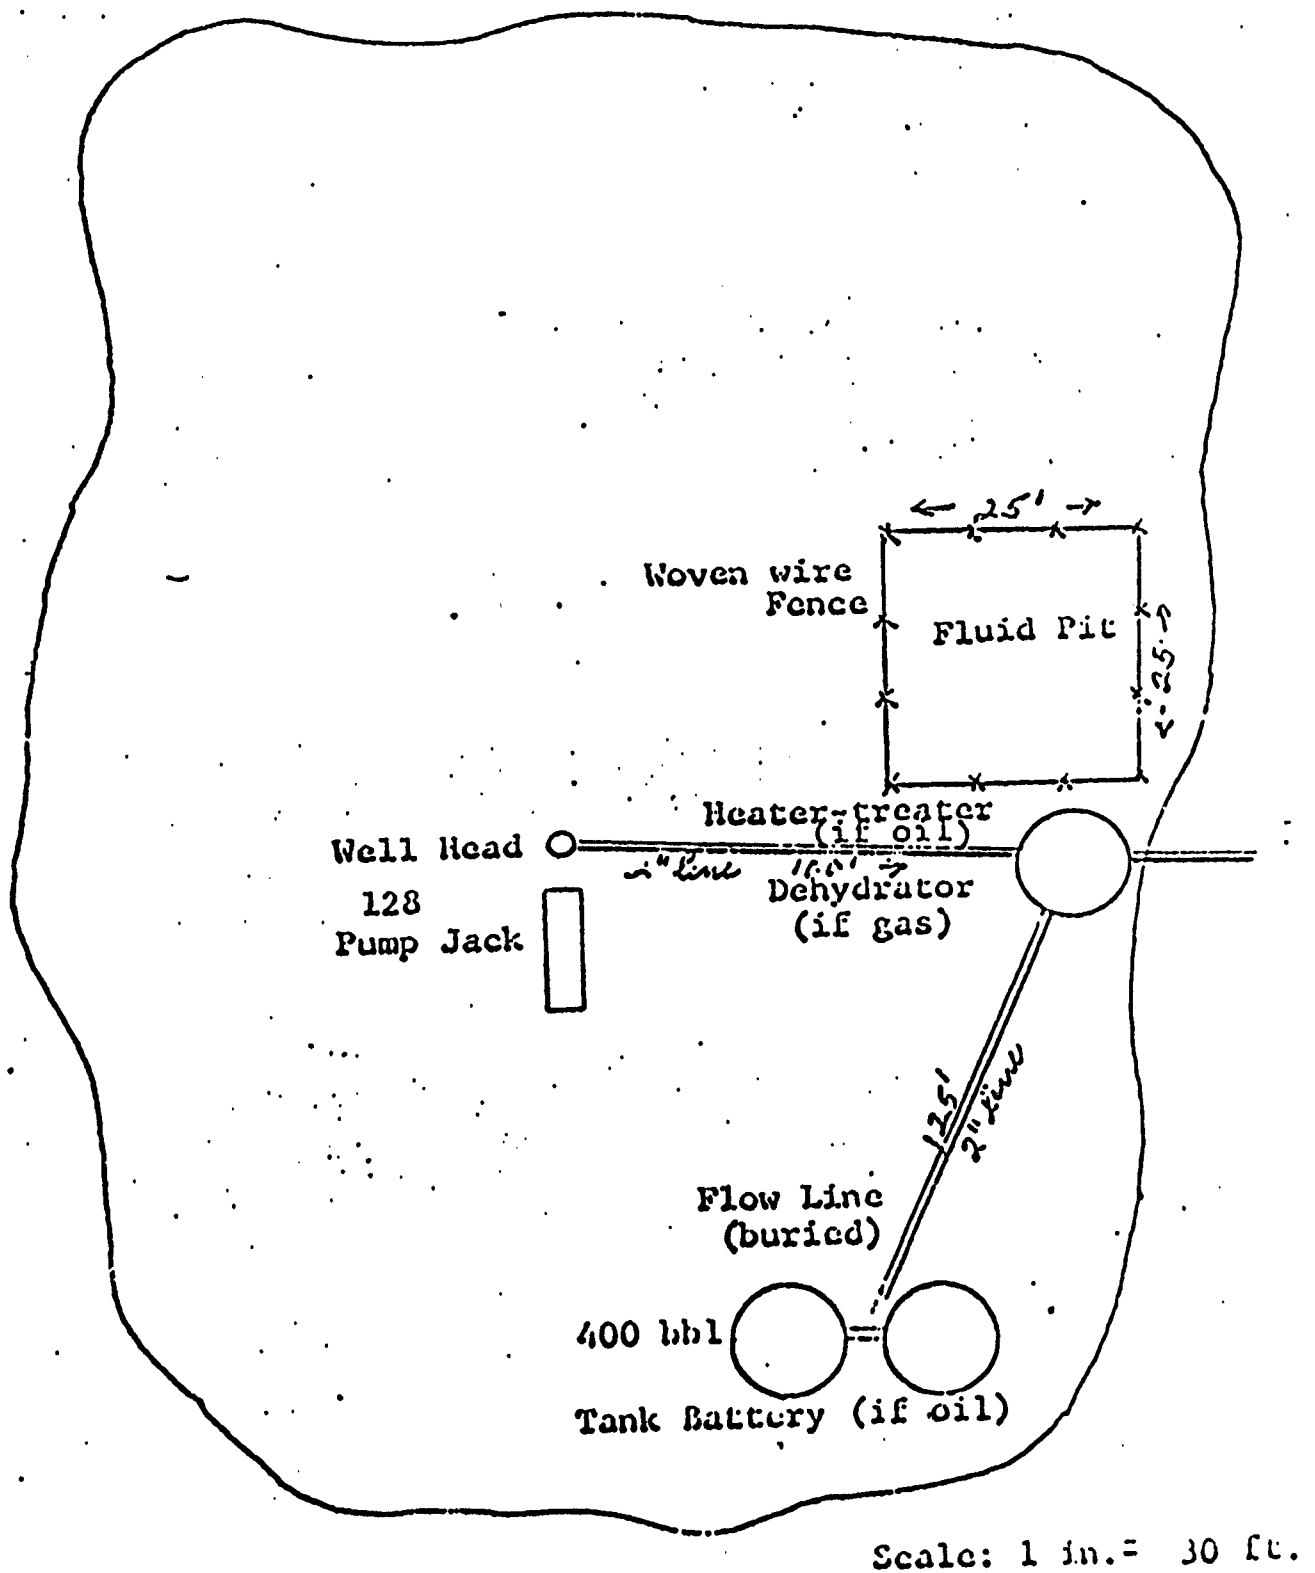 ← 25' →
Woven wire
Fence
Fluid Pit
← 25 →
Heater-treater
(if oil)
Well Head
line →
Dehydrator
(if gas)
128
Pump Jack
125'
2" line
Flow Line
(buried)
400 bbl
Tank Battery (if oil)
Scale: 1 in.= 30 ft.